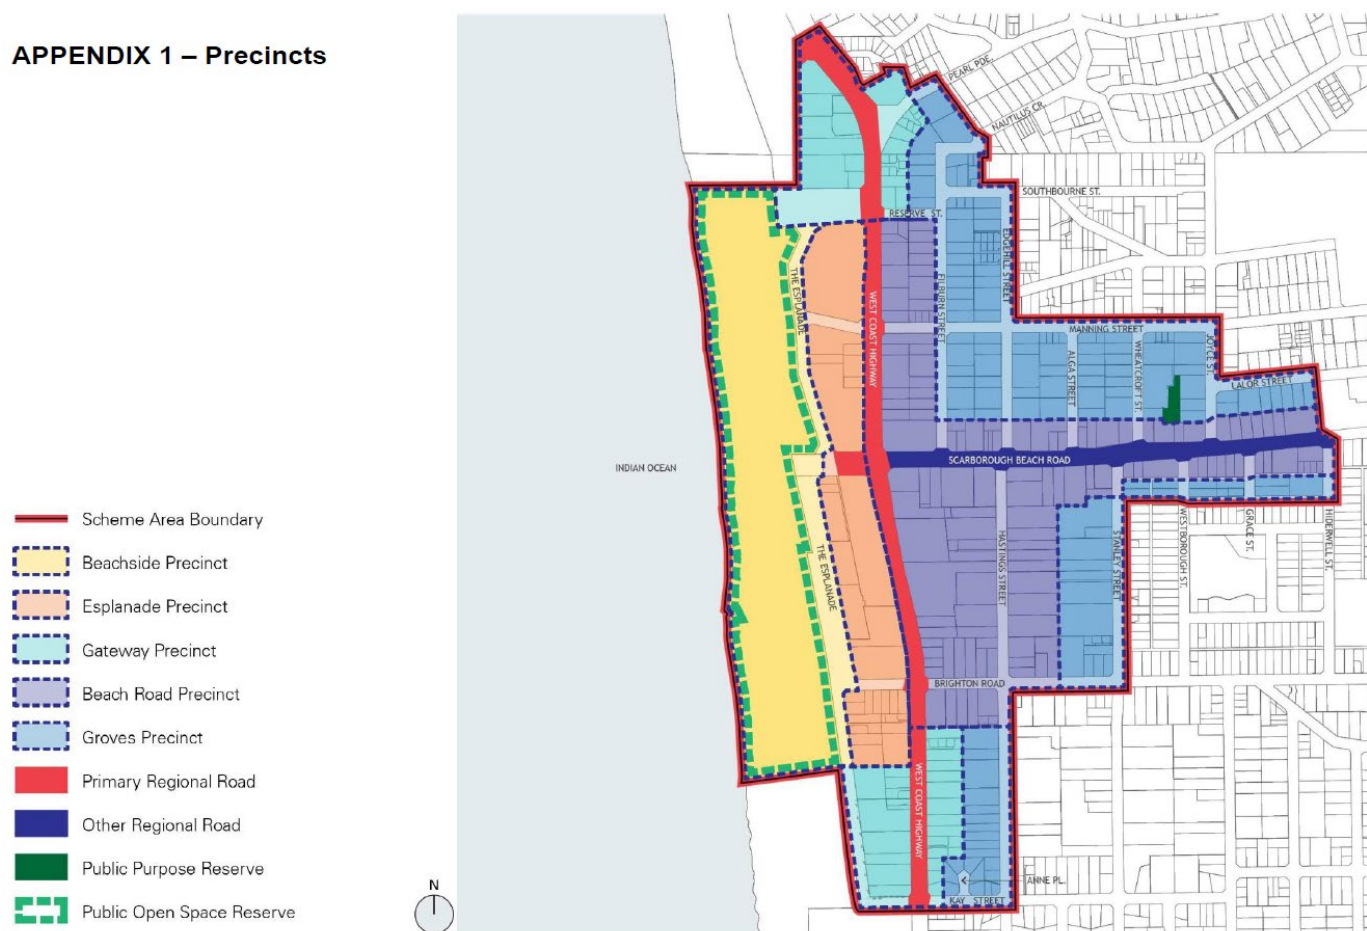 APPENDIX 1 – Precincts
PEARL PDE.
NAUTILUS CR.
SOUTHBOURNE ST.
RESERVE ST.
EDGEHILL STREET
THE ESPLANADE
WEST COAST HIGHWAY
FILBURN STREET
MANNING STREET
ALGA STREET
WHEATCROFT ST.
JOYCE ST.
LALOR STREET
INDIAN OCEAN
SCARBOROUGH BEACH ROAD
THE ESPLANADE
HASTINGS STREET
STANLEY STREET
WESTBOROUGH ST.
GRACE ST.
HIDERWELL ST.
BRIGHTON ROAD
WEST COAST HIGHWAY
ANNE PL.
KAY STREET
Scheme Area Boundary
Beachside Precinct
Esplanade Precinct
Gateway Precinct
Beach Road Precinct
Groves Precinct
Primary Regional Road
Other Regional Road
Public Purpose Reserve
Public Open Space Reserve
N